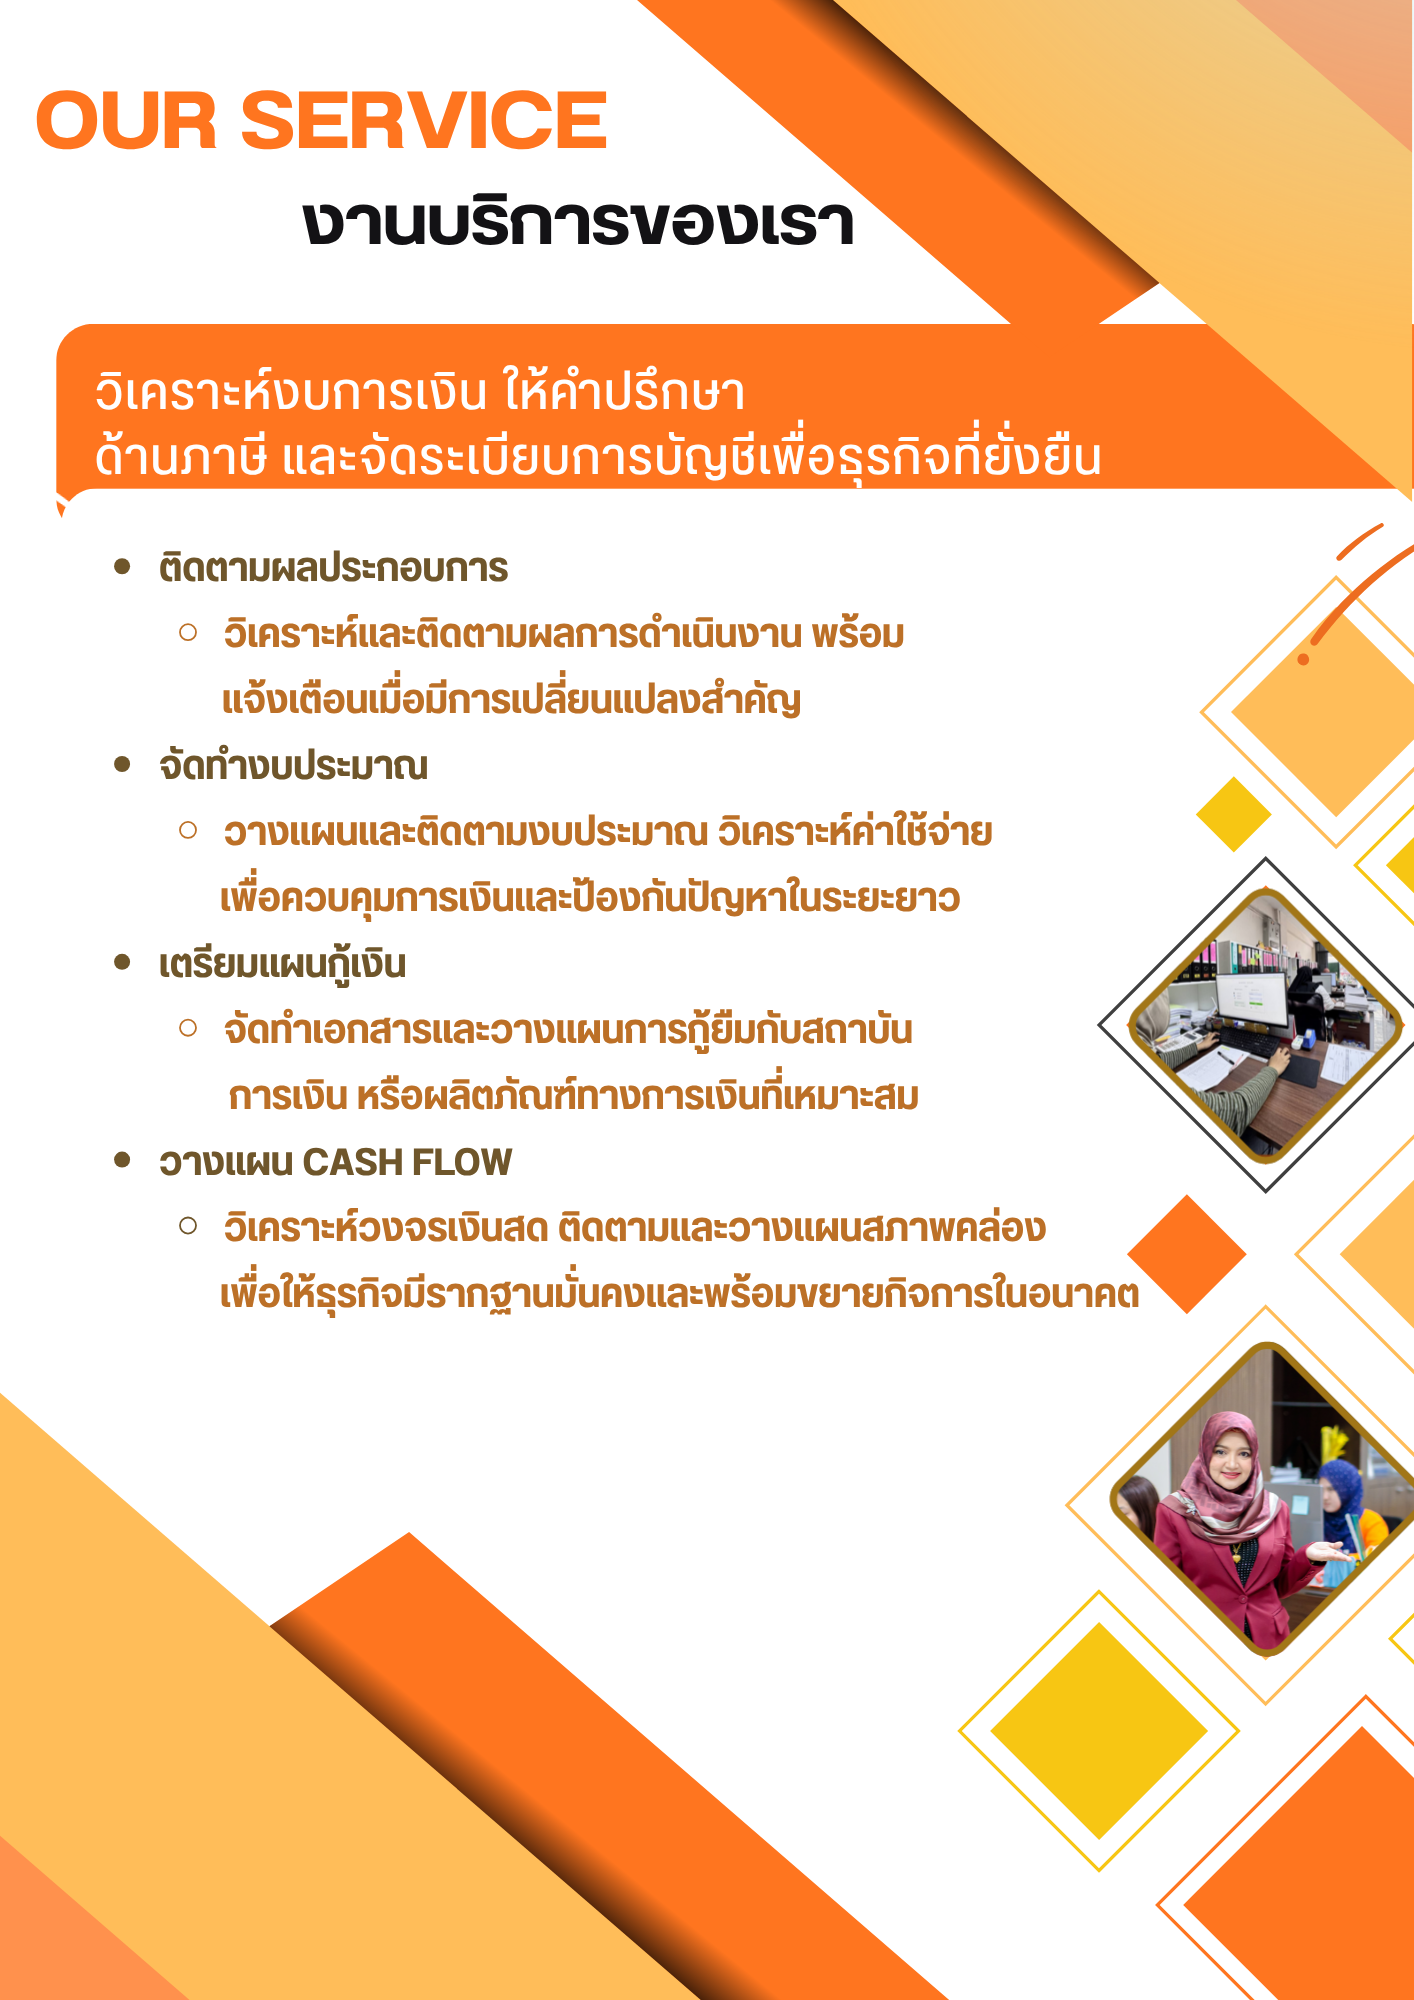 OUR SERVICE
งานบริการของเรา
วิเคราะห์งบการเงิน ให้คำปรึกษา
ด้านภาษี และจัดระเบียบการบัญชีเพื่อธุรกิจที่ยั่งยืน
ติดตามผลประกอบการ
วิเคราะห์และติดตามผลการดำเนินงาน พร้อม
แจ้งเตือนเมื่อมีการเปลี่ยนแปลงสำคัญ
จัดทำงบประมาณ
วางแผนและติดตามงบประมาณ วิเคราะห์ค่าใช้จ่าย
เพื่อควบคุมการเงินและป้องกันปัญหาในระยะยาว
เตรียมแผนกู้เงิน
จัดทำเอกสารและวางแผนการกู้ยืมกับสถาบัน
การเงิน หรือผลิตภัณฑ์ทางการเงินที่เหมาะสม
วางแผน CASH FLOW
วิเคราะห์วงจรเงินสด ติดตามและวางแผนสภาพคล่อง
เพื่อให้ธุรกิจมีรากฐานมั่นคงและพร้อมขยายกิจการในอนาคต